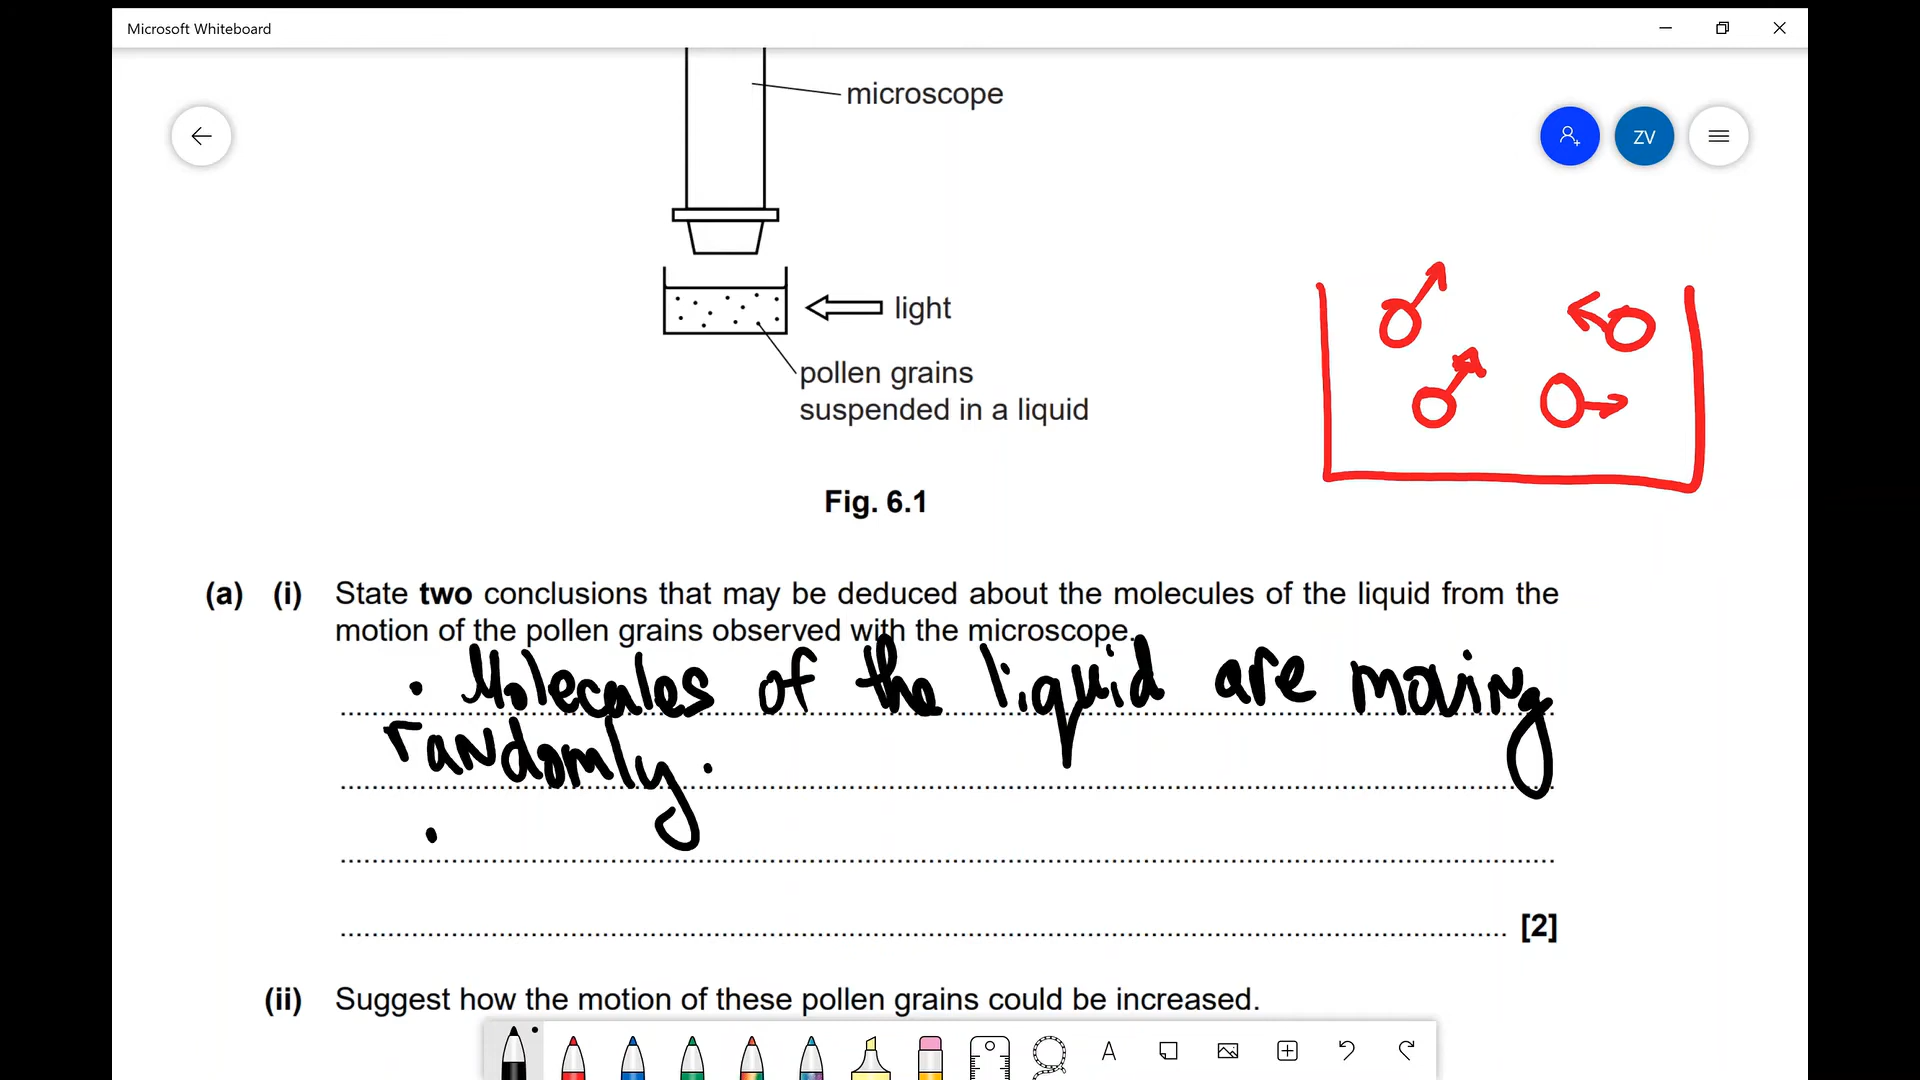 Microsoft Whiteboard
microscope
ZV
light
pollen grains
suspended in a liquid
Fig. 6.1
(a) (i) State two conclusions that may be deduced about the molecules of the liquid from the
motion of the pollen grains observed with the microscope.
· Molecules of the liquid are moving
randomly.
·
[2]
(ii) Suggest how the motion of these pollen grains could be increased.
A